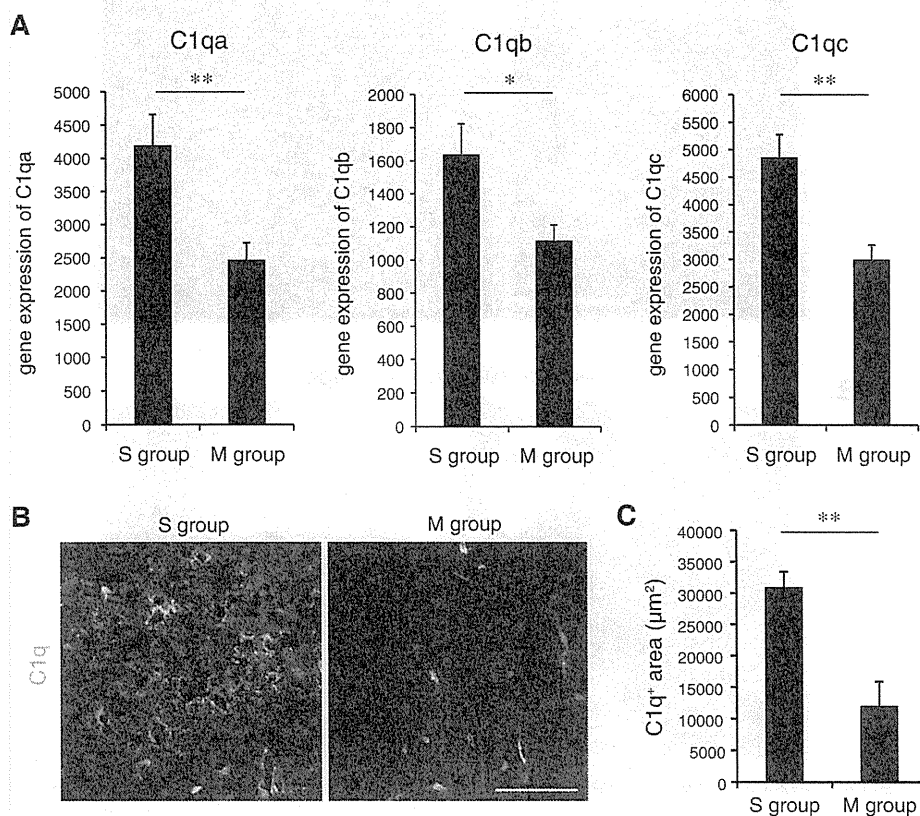 A
C1qa
C1qb
C1qc
**
*
**
gene expression of C1qa
5000
4500
4000
3500
3000
2500
2000
1500
1000
500
0
S group
M group
gene expression of C1qb
2000
1800
1600
1400
1200
1000
800
600
400
200
0
S group
M group
gene expression of C1qc
6000
5500
5000
4500
4000
3500
3000
2500
2000
1500
1000
500
0
S group
M group
B
S group
M group
C1q
C
**
C1q⁺ area (µm²)
40000
35000
30000
25000
20000
15000
10000
5000
0
S group
M group